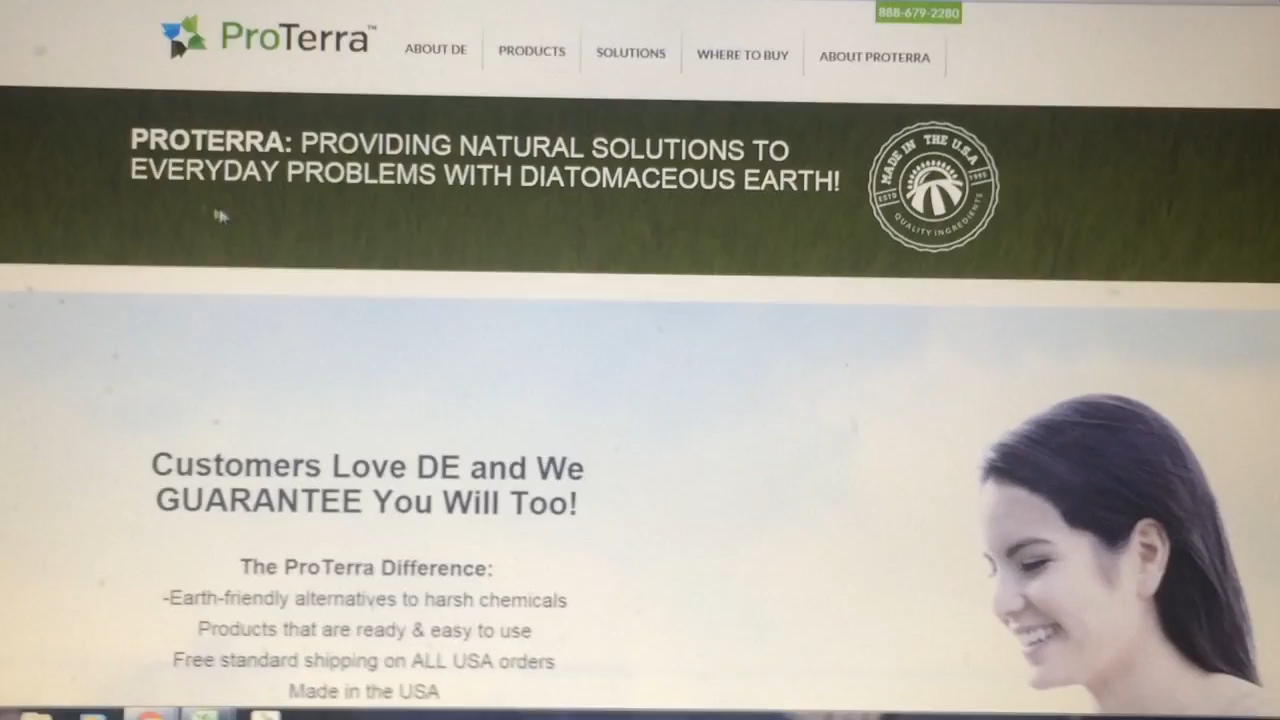 888-679-2280
ProTerra™
ABOUT DE
PRODUCTS
SOLUTIONS
WHERE TO BUY
ABOUT PROTERRA
PROTERRA: PROVIDING NATURAL SOLUTIONS TO
EVERYDAY PROBLEMS WITH DIATOMACEOUS EARTH!
MADE IN THE U.S.A
ESTD 1995
QUALITY INGREDIENTS
Customers Love DE and We
GUARANTEE You Will Too!
The ProTerra Difference:
-Earth-friendly alternatives to harsh chemicals
Products that are ready & easy to use
Free standard shipping on ALL USA orders
Made in the USA